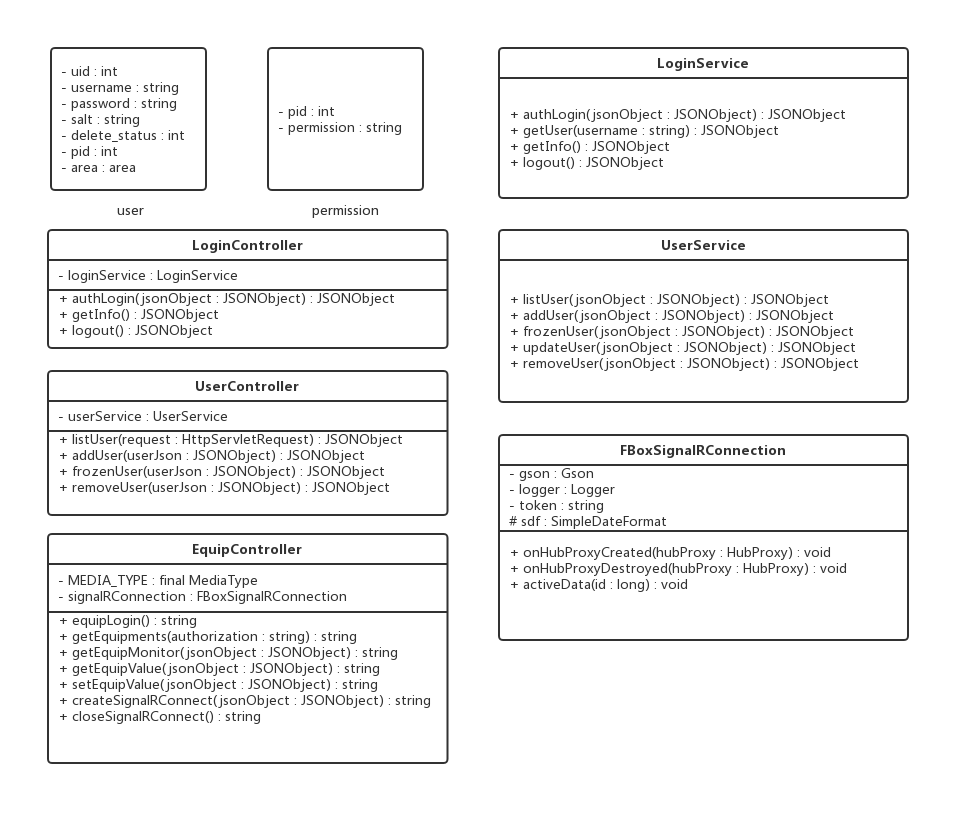 - uid : int
- username : string
- password : string
- salt : string
- delete_status : int
- pid : int
- area : area
user
- pid : int
- permission : string
permission
LoginService
+ authLogin(jsonObject : JSONObject) : JSONObject
+ getUser(username : string) : JSONObject
+ getInfo() : JSONObject
+ logout() : JSONObject
LoginController
- loginService : LoginService
+ authLogin(jsonObject : JSONObject) : JSONObject
+ getInfo() : JSONObject
+ logout() : JSONObject
UserService
+ listUser(jsonObject : JSONObject) : JSONObject
+ addUser(jsonObject : JSONObject) : JSONObject
+ frozenUser(jsonObject : JSONObject) : JSONObject
+ updateUser(jsonObject : JSONObject) : JSONObject
+ removeUser(jsonObject : JSONObject) : JSONObject
UserController
- userService : UserService
+ listUser(request : HttpServletRequest) : JSONObject
+ addUser(userJson : JSONObject) : JSONObject
+ frozenUser(userJson : JSONObject) : JSONObject
+ removeUser(userJson : JSONObject) : JSONObject
FBoxSignalRConnection
- gson : Gson
- logger : Logger
- token : string
# sdf : SimpleDateFormat
+ onHubProxyCreated(hubProxy : HubProxy) : void
+ onHubProxyDestroyed(hubProxy : HubProxy) : void
+ activeData(id : long) : void
EquipController
- MEDIA_TYPE : final MediaType
- signalRConnection : FBoxSignalRConnection
+ equipLogin() : string
+ getEquipments(authorization : string) : string
+ getEquipMonitor(jsonObject : JSONObject) : string
+ getEquipValue(jsonObject : JSONObject) : string
+ setEquipValue(jsonObject : JSONObject) : string
+ createSignalRConnect(jsonObject : JSONObject) : string
+ closeSignalRConnect() : string